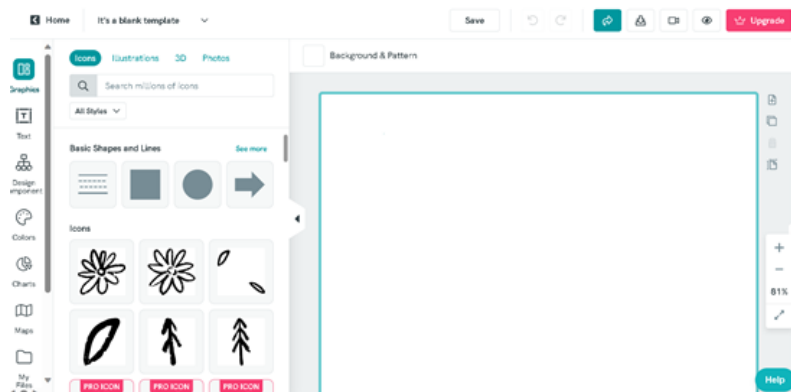 Home
It's a blank template
Save
Upgrade
Graphics
Text
Design
Component
Colors
Charts
Maps
My
Files
Icons
Illustrations
3D
Photos
Search millions of icons
All Styles
Basic Shapes and Lines
See more
Icons
PRO ICON
PRO ICON
PRO ICON
Background & Pattern
81%
Help